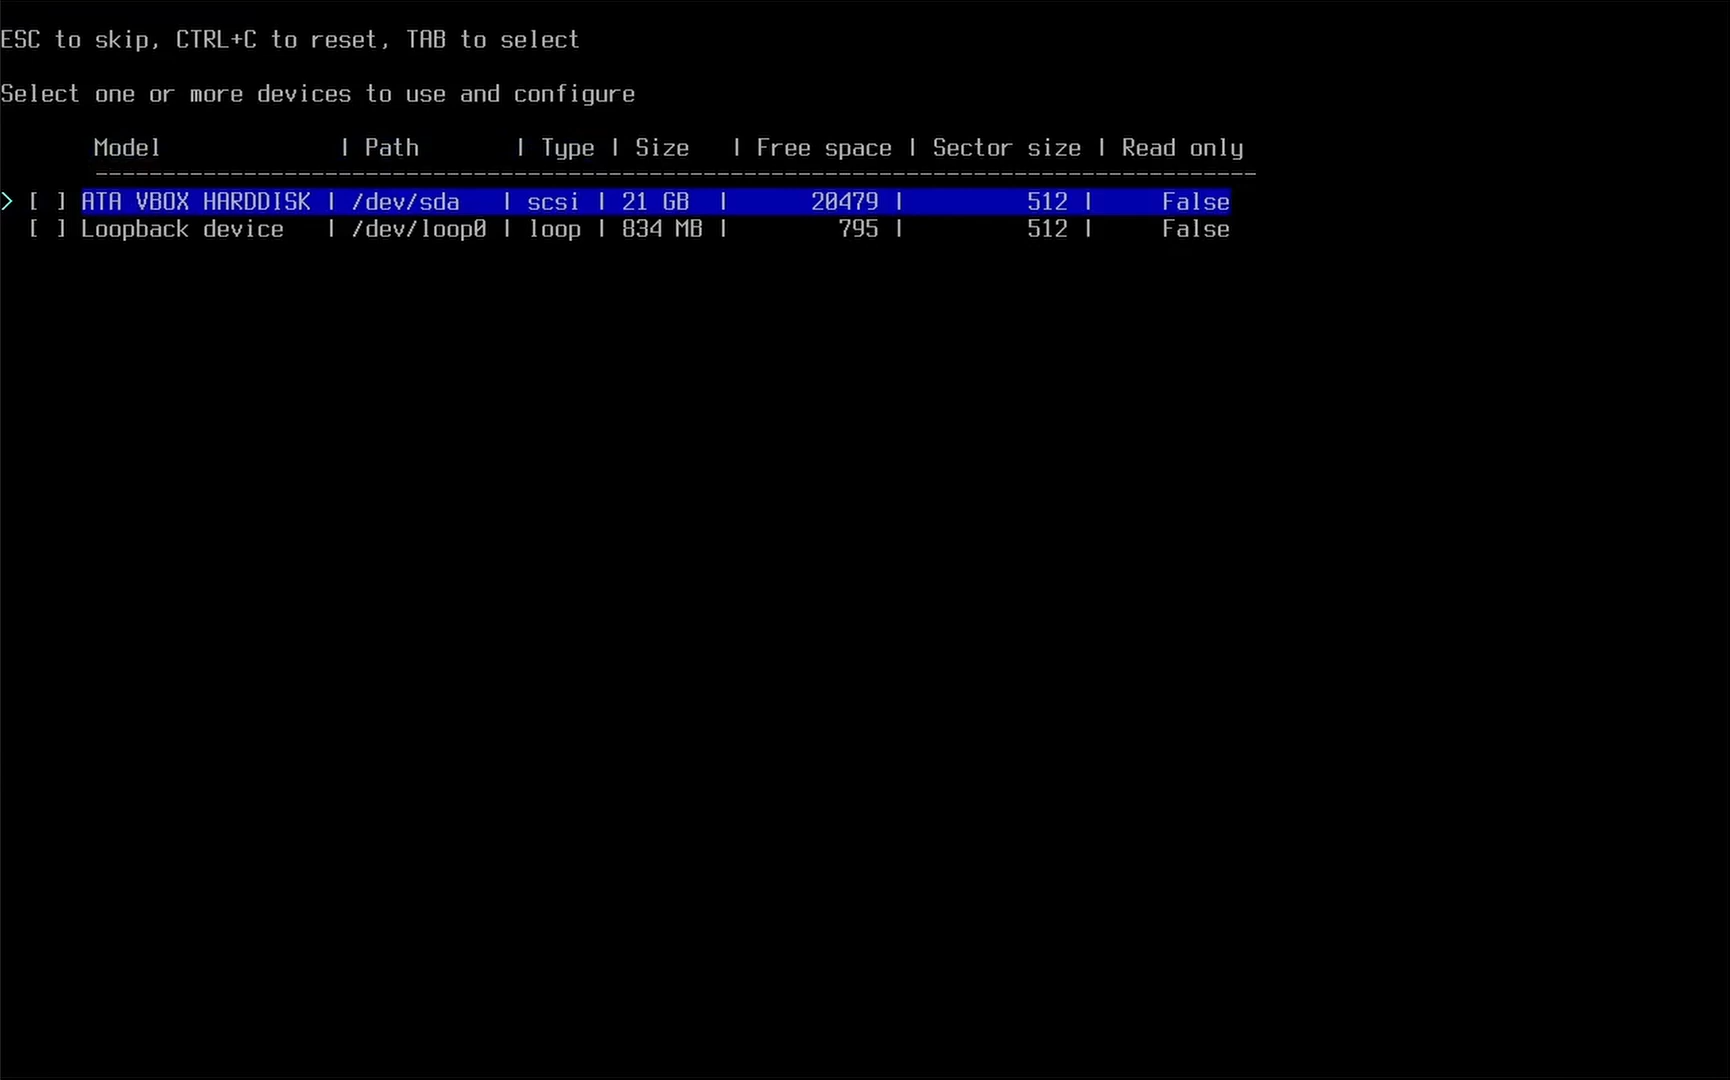 ESC to skip, CTRL+C to reset, TAB to select
Select one or more devices to use and configure
Model | Path | Type | Size | Free space | Sector size | Read only
--------------------------------------------------------------------------------------
> [ ] ATA VBOX HARDDISK | /dev/sda | scsi | 21 GB | 20479 | 512 | False
[ ] Loopback device | /dev/loop0 | loop | 834 MB | 795 | 512 | False